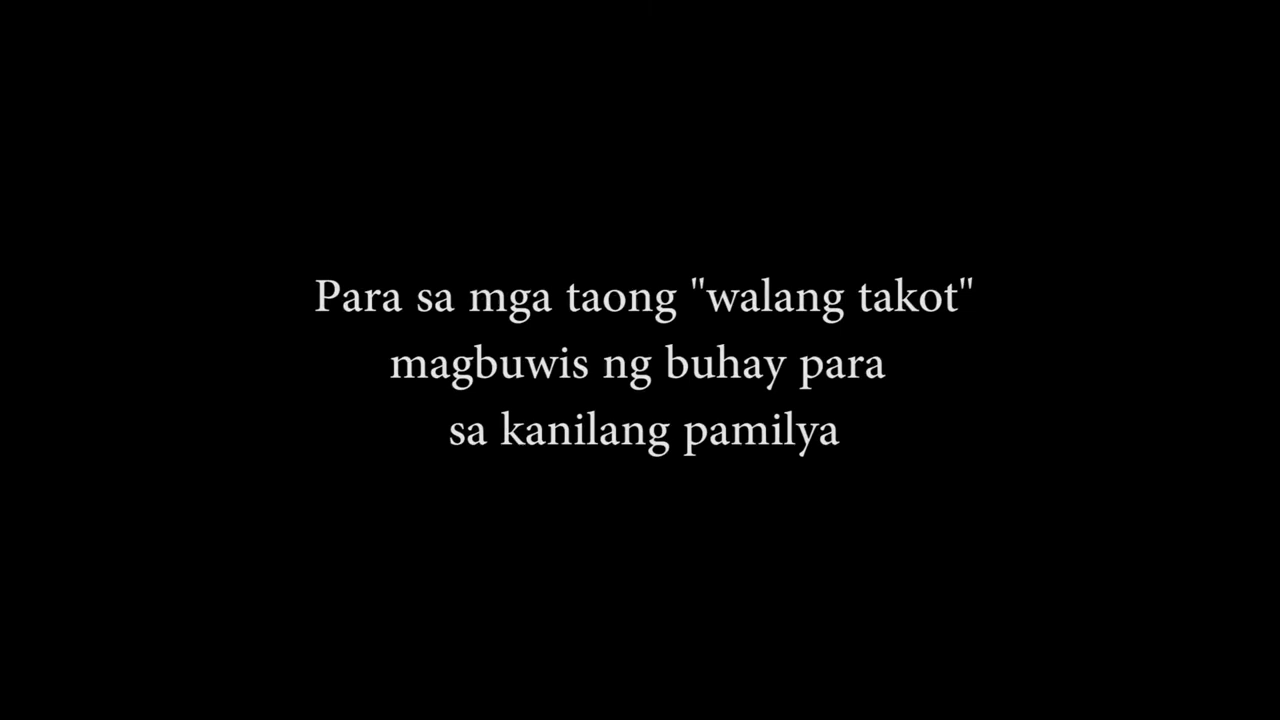 Para sa mga taong "walang takot"
magbuwis ng buhay para
sa kanilang pamilya